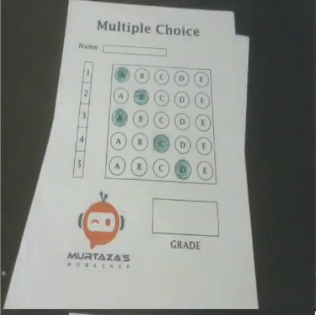 Multiple Choice
Name
1 A B C D E
2 A B C D E
3 A B C D E
4 A B C D E
5 A B C D E
MURTAZA'S
WORKSHOP
GRADE